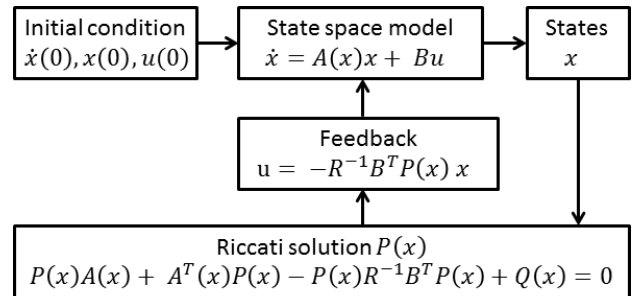 Initial condition
ẋ(0), x(0), u(0)
State space model
ẋ = A(x)x + Bu
States
x
Feedback
u = −R⁻¹BᵀP(x) x
Riccati solution P(x)
P(x)A(x) + Aᵀ(x)P(x) − P(x)R⁻¹BᵀP(x) + Q(x) = 0